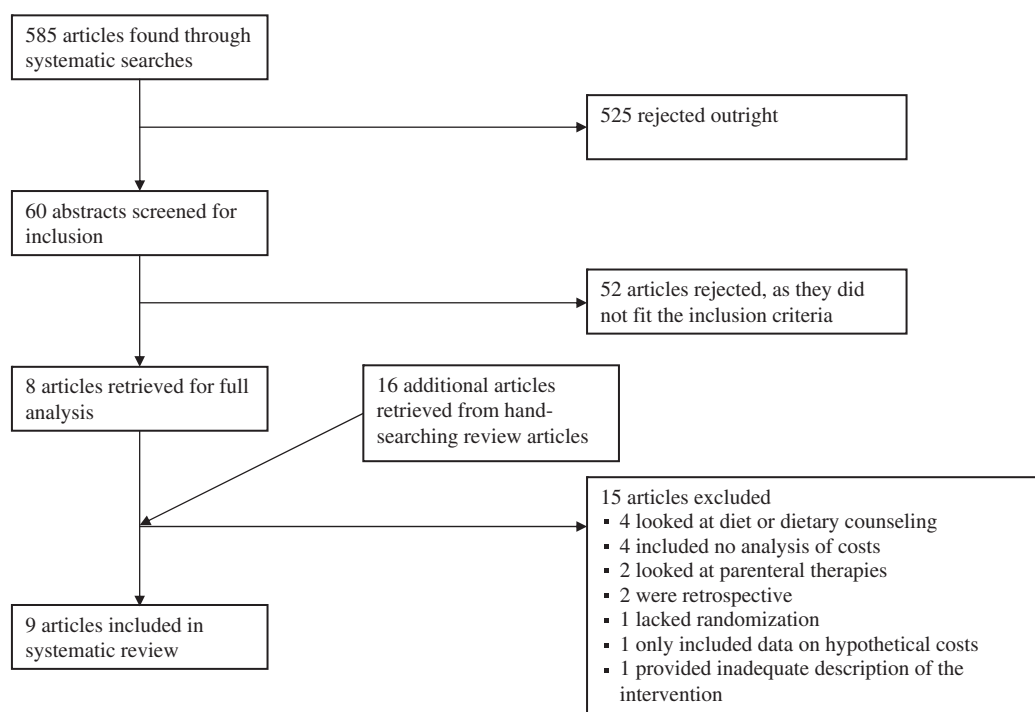 585 articles found through
systematic searches
525 rejected outright
60 abstracts screened for
inclusion
52 articles rejected, as they did
not fit the inclusion criteria
8 articles retrieved for full
analysis
16 additional articles
retrieved from hand-
searching review articles
15 articles excluded
▪ 4 looked at diet or dietary counseling
▪ 4 included no analysis of costs
▪ 2 looked at parenteral therapies
▪ 2 were retrospective
▪ 1 lacked randomization
▪ 1 only included data on hypothetical costs
▪ 1 provided inadequate description of the
intervention
9 articles included in
systematic review